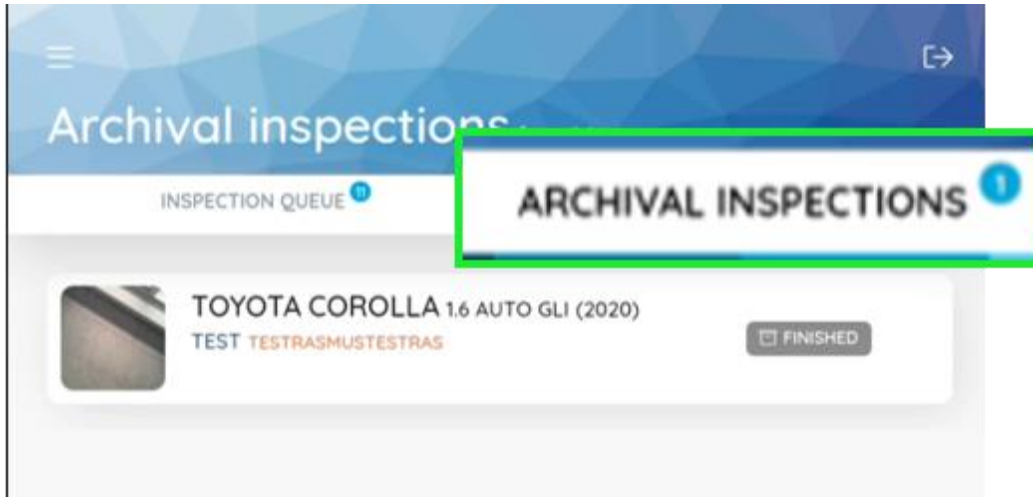 Archival inspections
INSPECTION QUEUE 11
ARCHIVAL INSPECTIONS 1
TOYOTA COROLLA 1.6 AUTO GLI (2020)
TEST TESTRASMUSTESTRAS
FINISHED